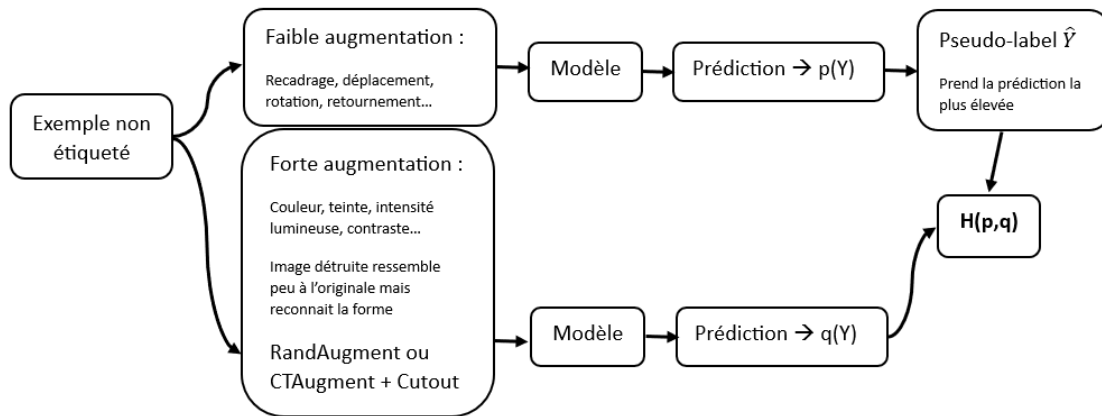 Exemple non
étiqueté
Faible augmentation :
Recadrage, déplacement,
rotation, retournement...
Modèle
Prédiction → p(Y)
Pseudo-label Ŷ
Prend la prédiction la
plus élevée
Forte augmentation :
Couleur, teinte, intensité
lumineuse, contraste...
Image détruite ressemble
peu à l'originale mais
reconnait la forme
RandAugment ou
CTAugment + Cutout
Modèle
Prédiction → q(Y)
H(p,q)